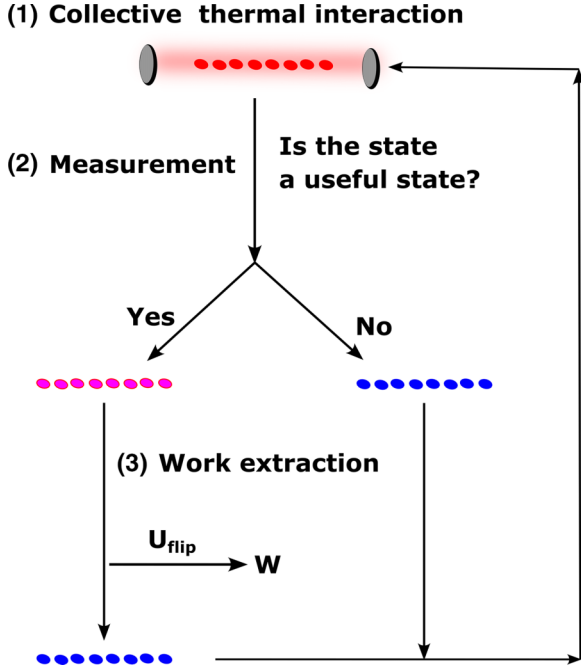 (1) Collective thermal interaction
(2) Measurement
Is the state
a useful state?
Yes
No
(3) Work extraction
U_flip
W